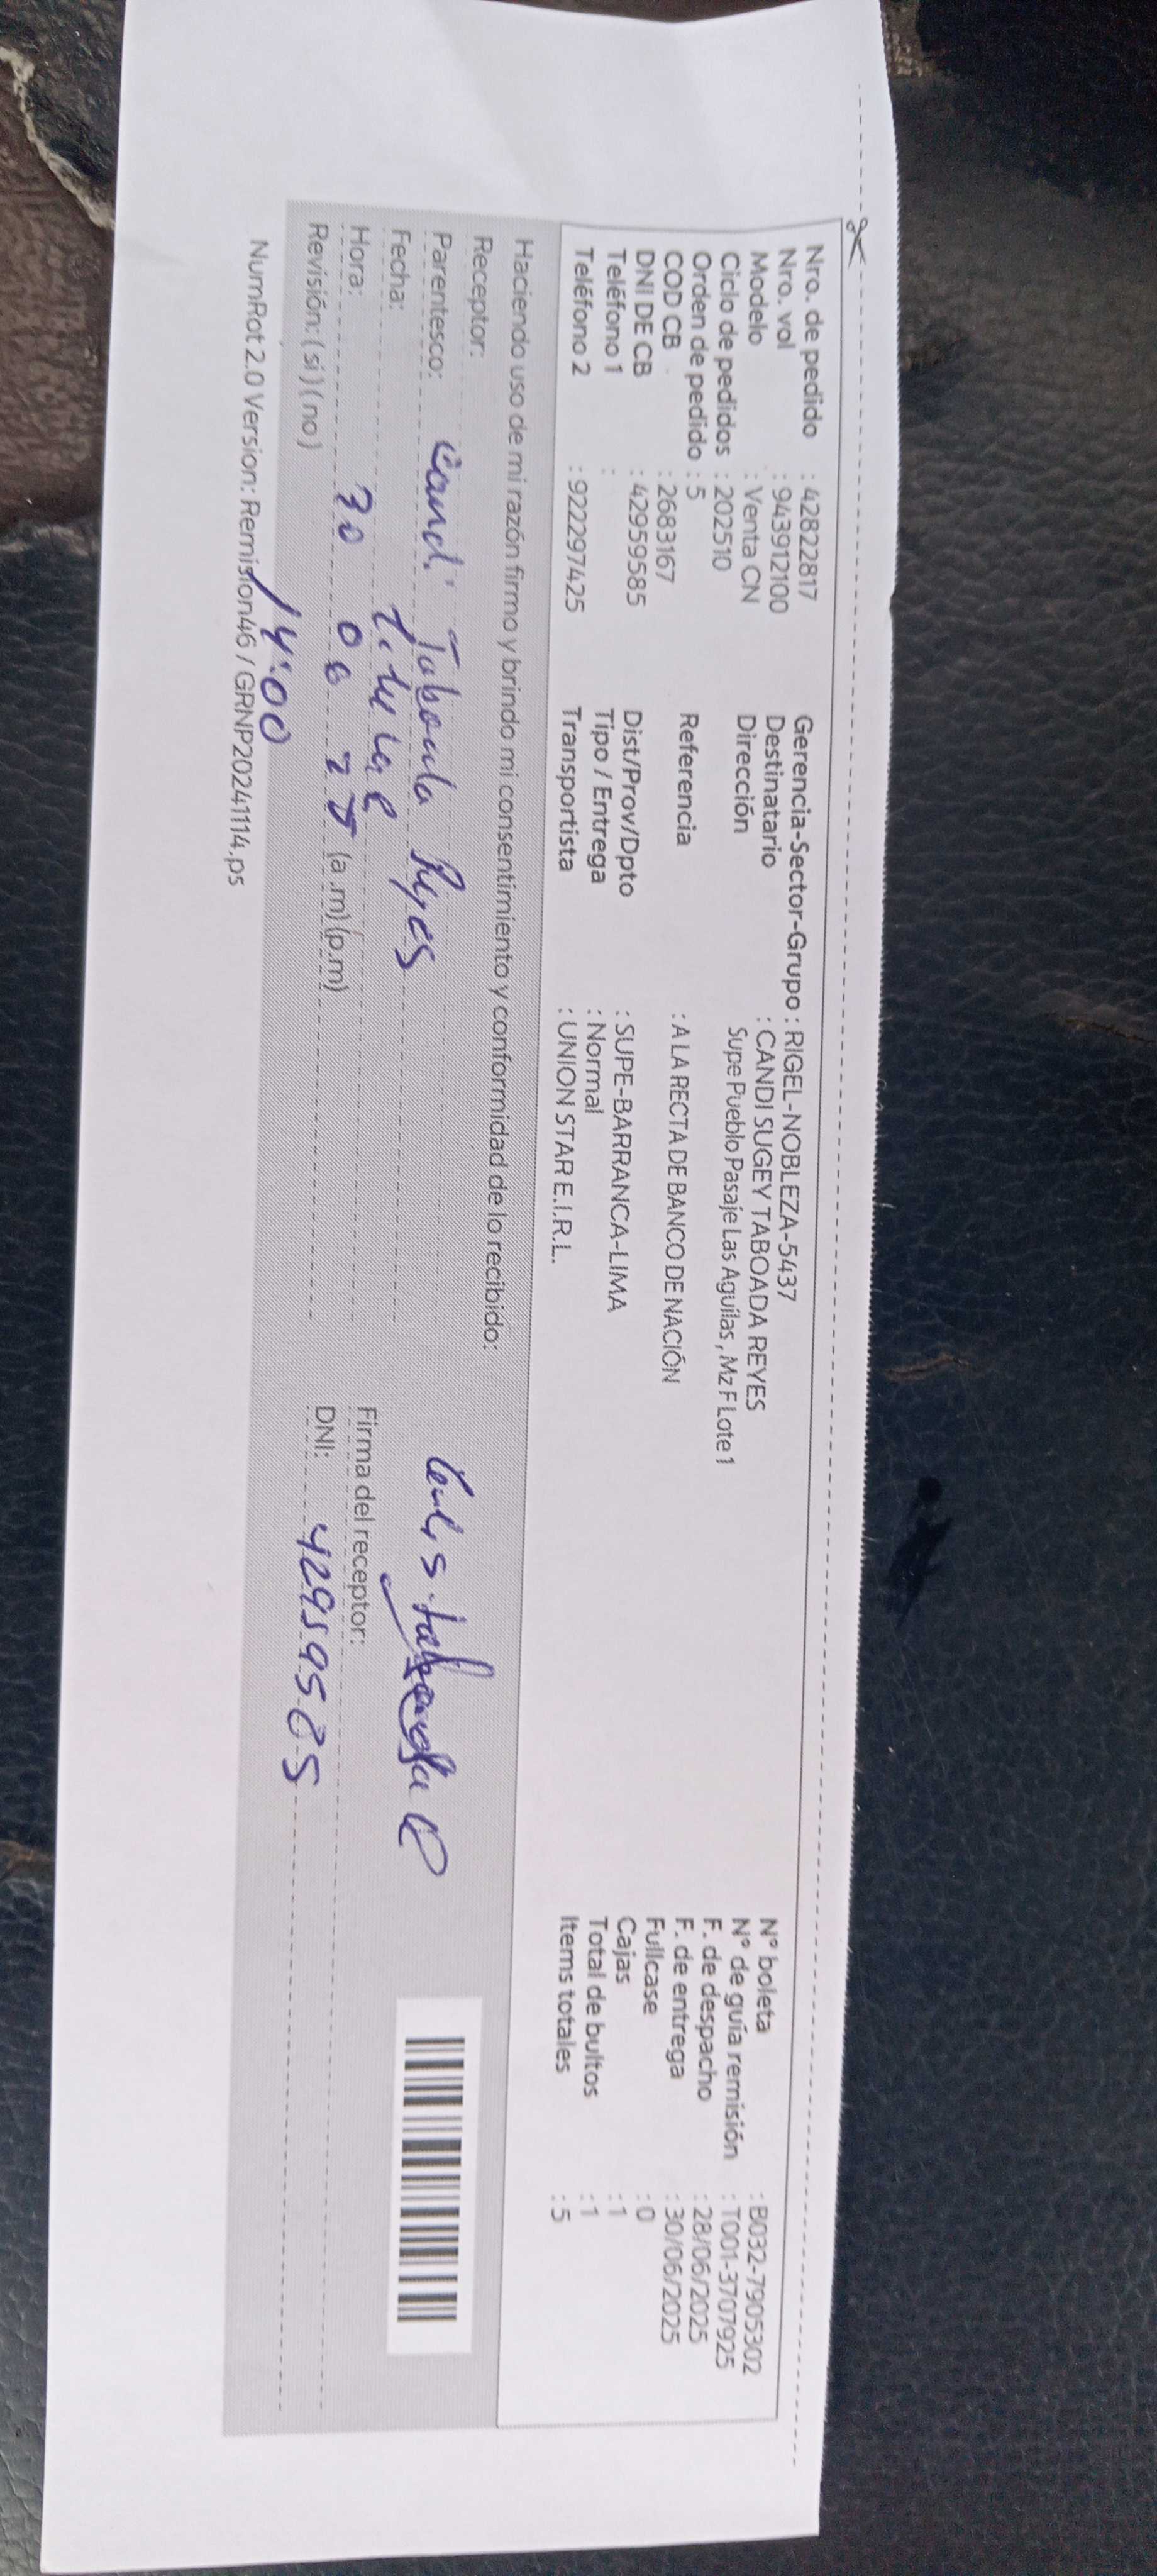 Nro. de pedido : 42822817
Nro. vol : 943912100
Modelo : Venta CN
Ciclo de pedidos : 202510
Orden de pedido : 5
COD CB : 2683167
DNI DE CB : 42959585
Teléfono 1 :
Teléfono 2 : 922297425
Gerencia-Sector-Grupo : RIGEL-NOBLEZA-5437
Destinatario : CANDI SUGEY TABOADA REYES
Dirección Supe Pueblo Pasaje Las Aguilas , Mz F Lote 1
Referencia : A LA RECTA DE BANCO DE NACIÓN
Dist/Prov/Dpto : SUPE-BARRANCA-LIMA
Tipo / Entrega : Normal
Transportista : UNION STAR E.I.R.L.
N° boleta : B032-7905302
N° de guía remisión : T001-3707925
F. de despacho : 28/06/2025
F. de entrega : 30/06/2025
Fullcase : 0
Cajas : 1
Total de bultos : 1
Items totales : 5
Haciendo uso de mi razón firmo y brindo mi consentimiento y conformidad de lo recibido:
Receptor: Candi Taboada Reyes
Parentesco: Titular
Fecha: 30 06 25
Hora: 14:00 (a.m) (p.m)
Revisión: ( si ) ( no )
Firma del receptor:
DNI: 42959585
NumRot 2.0 Version: Remision46 / GRNP20241114.ps